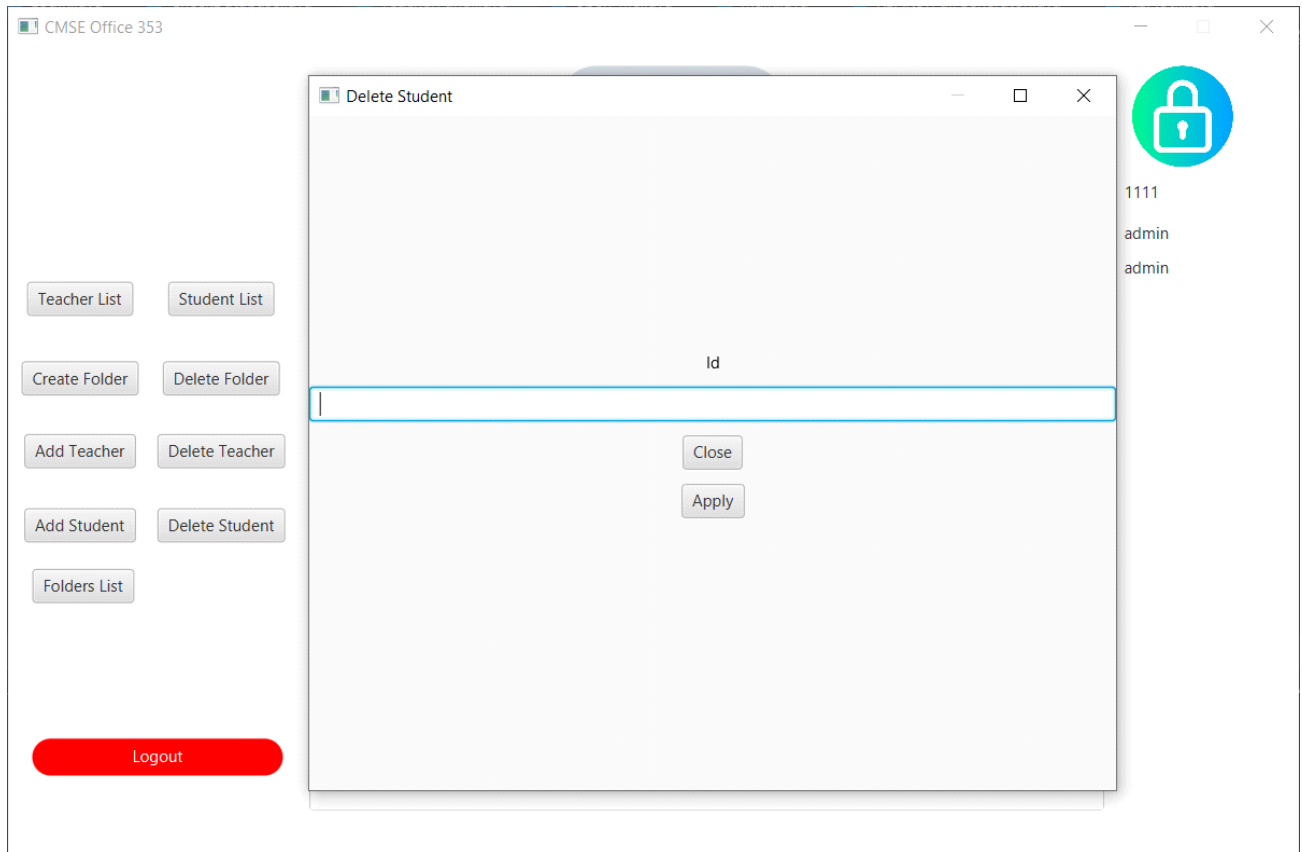 CMSE Office 353
Delete Student
1111
admin
admin
Teacher List
Student List
Id
Create Folder
Delete Folder
Close
Add Teacher
Delete Teacher
Apply
Add Student
Delete Student
Folders List
Logout